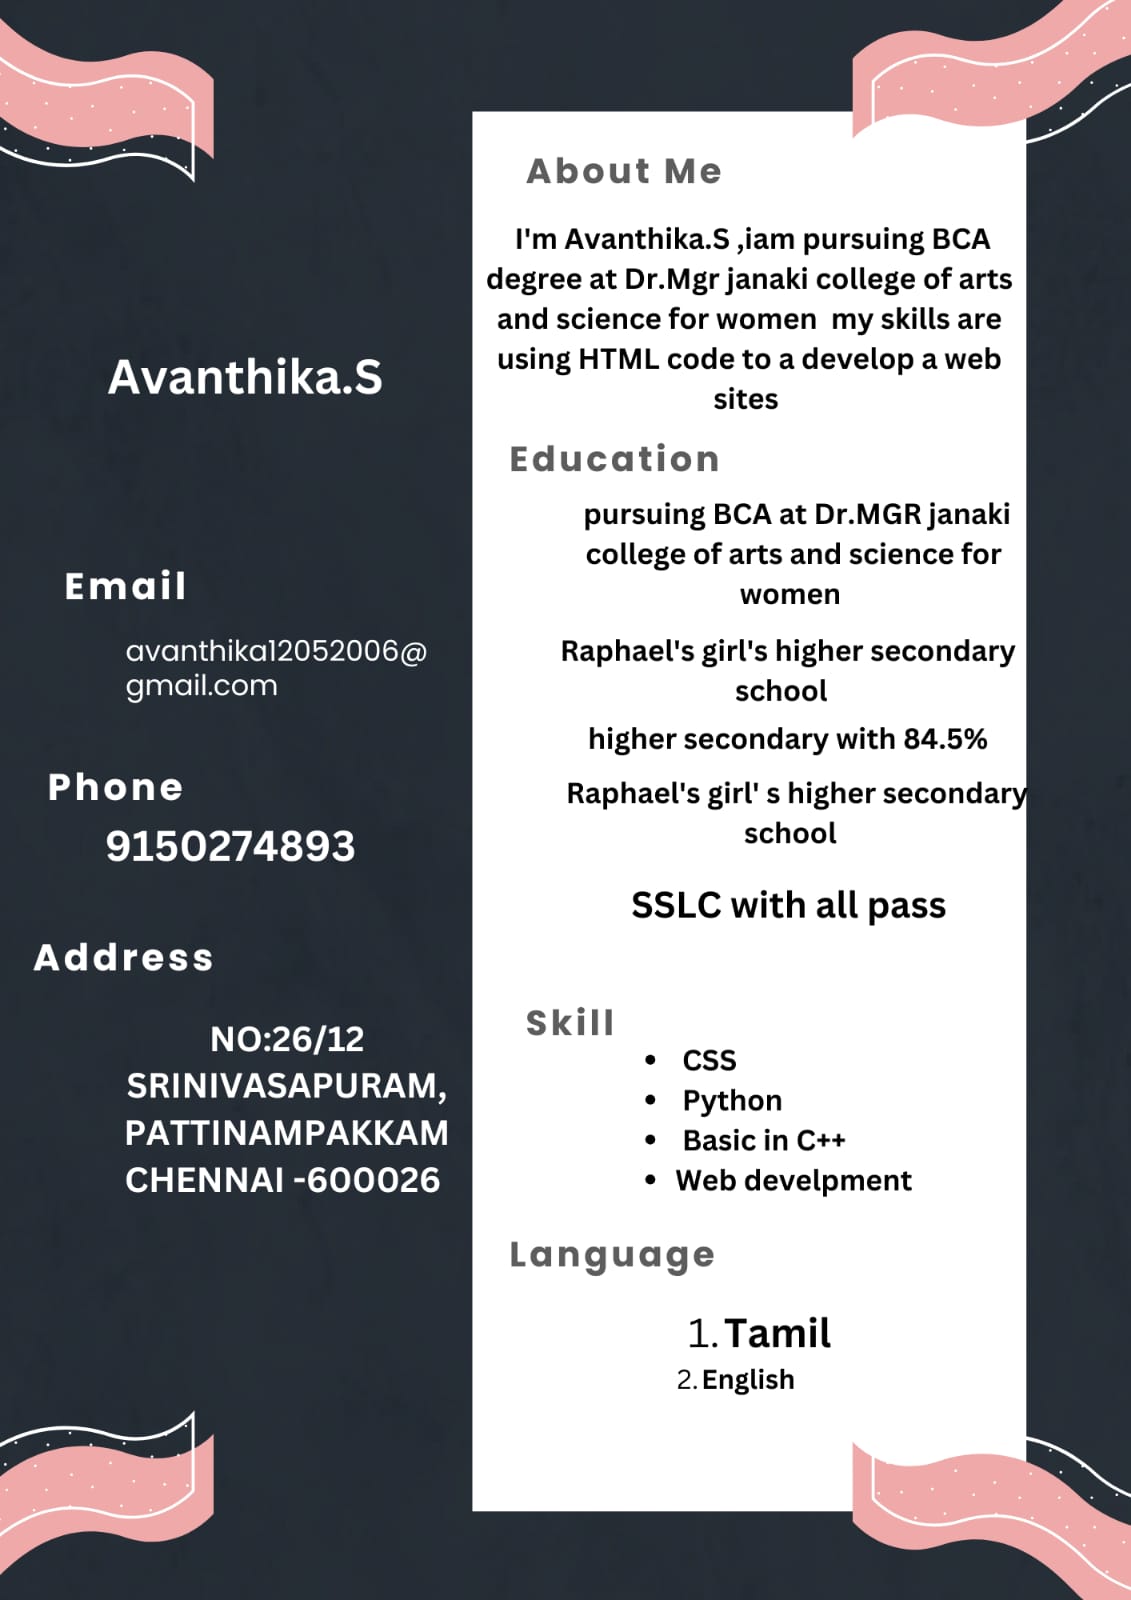 Avanthika.S
Email
avanthika12052006@
gmail.com
Phone
9150274893
Address
NO:26/12
SRINIVASAPURAM,
PATTINAMPAKKAM
CHENNAI -600026
About Me
I'm Avanthika.S ,iam pursuing BCA
degree at Dr.Mgr janaki college of arts
and science for women  my skills are
using HTML code to a develop a web
sites
Education
pursuing BCA at Dr.MGR janaki
college of arts and science for
women
Raphael's girl's higher secondary
school
higher secondary with 84.5%
Raphael's girl' s higher secondary
school
SSLC with all pass
Skill
• CSS
• Python
• Basic in C++
• Web develpment
Language
1. Tamil
2. English